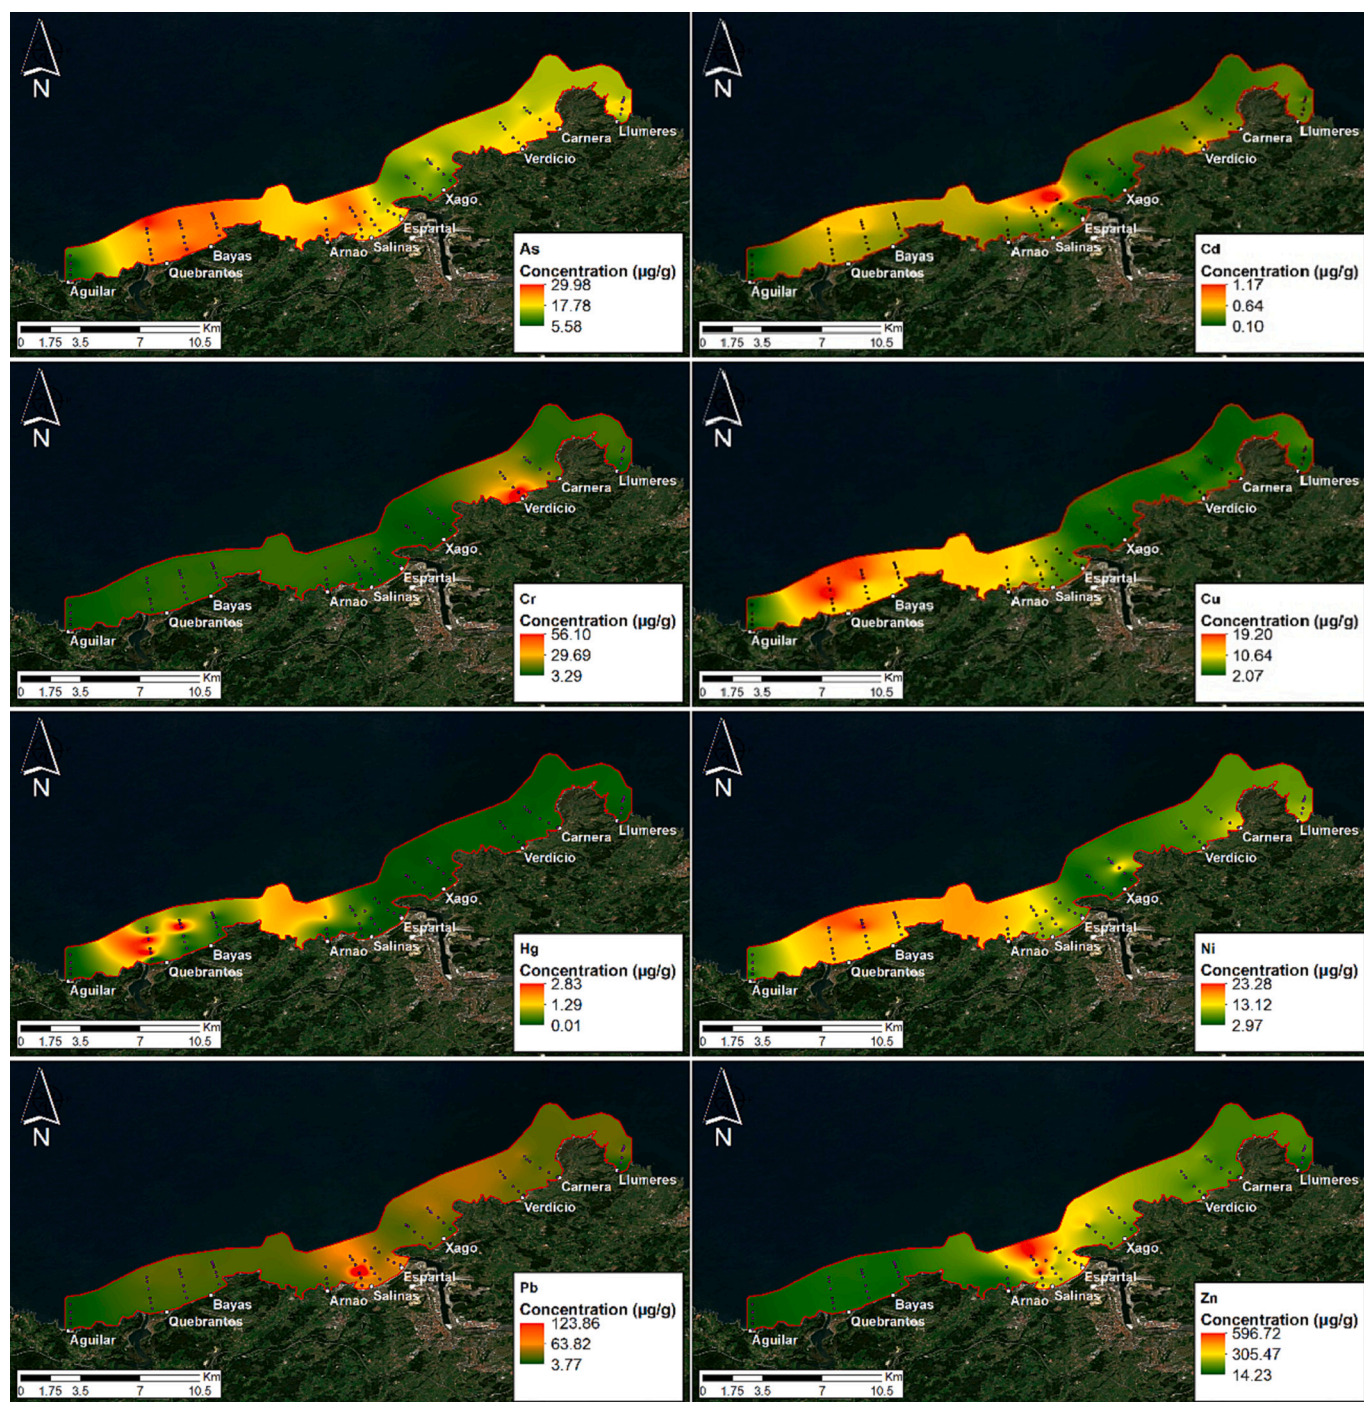 N
Llumeres
Carnera
Verdicio
Xago
Espartal
Salinas
Arnao
Bayas
Quebrantos
Aguilar
As
Concentration (µg/g)
29.98
17.78
5.58
Km
0 1.75 3.5 7 10.5
N
Llumeres
Carnera
Verdicio
Xago
Espartal
Salinas
Arnao
Bayas
Quebrantos
Aguilar
Cd
Concentration (µg/g)
1.17
0.64
0.10
Km
0 1.75 3.5 7 10.5
N
Llumeres
Carnera
Verdicio
Xago
Espartal
Salinas
Arnao
Bayas
Quebrantos
Aguilar
Cr
Concentration (µg/g)
56.10
29.69
3.29
Km
0 1.75 3.5 7 10.5
N
Llumeres
Carnera
Verdicio
Xago
Espartal
Salinas
Arnao
Bayas
Quebrantos
Aguilar
Cu
Concentration (µg/g)
19.20
10.64
2.07
Km
0 1.75 3.5 7 10.5
N
Llumeres
Carnera
Verdicio
Xago
Espartal
Salinas
Arnao
Bayas
Quebrantos
Aguilar
Hg
Concentration (µg/g)
2.83
1.29
0.01
Km
0 1.75 3.5 7 10.5
N
Llumeres
Carnera
Verdicio
Xago
Espartal
Salinas
Arnao
Bayas
Quebrantos
Aguilar
Ni
Concentration (µg/g)
23.28
13.12
2.97
Km
0 1.75 3.5 7 10.5
N
Llumeres
Carnera
Verdicio
Xago
Espartal
Salinas
Arnao
Bayas
Quebrantos
Aguilar
Pb
Concentration (µg/g)
123.86
63.82
3.77
Km
0 1.75 3.5 7 10.5
N
Llumeres
Carnera
Verdicio
Xago
Espartal
Salinas
Arnao
Bayas
Quebrantos
Aguilar
Zn
Concentration (µg/g)
596.72
305.47
14.23
Km
0 1.75 3.5 7 10.5